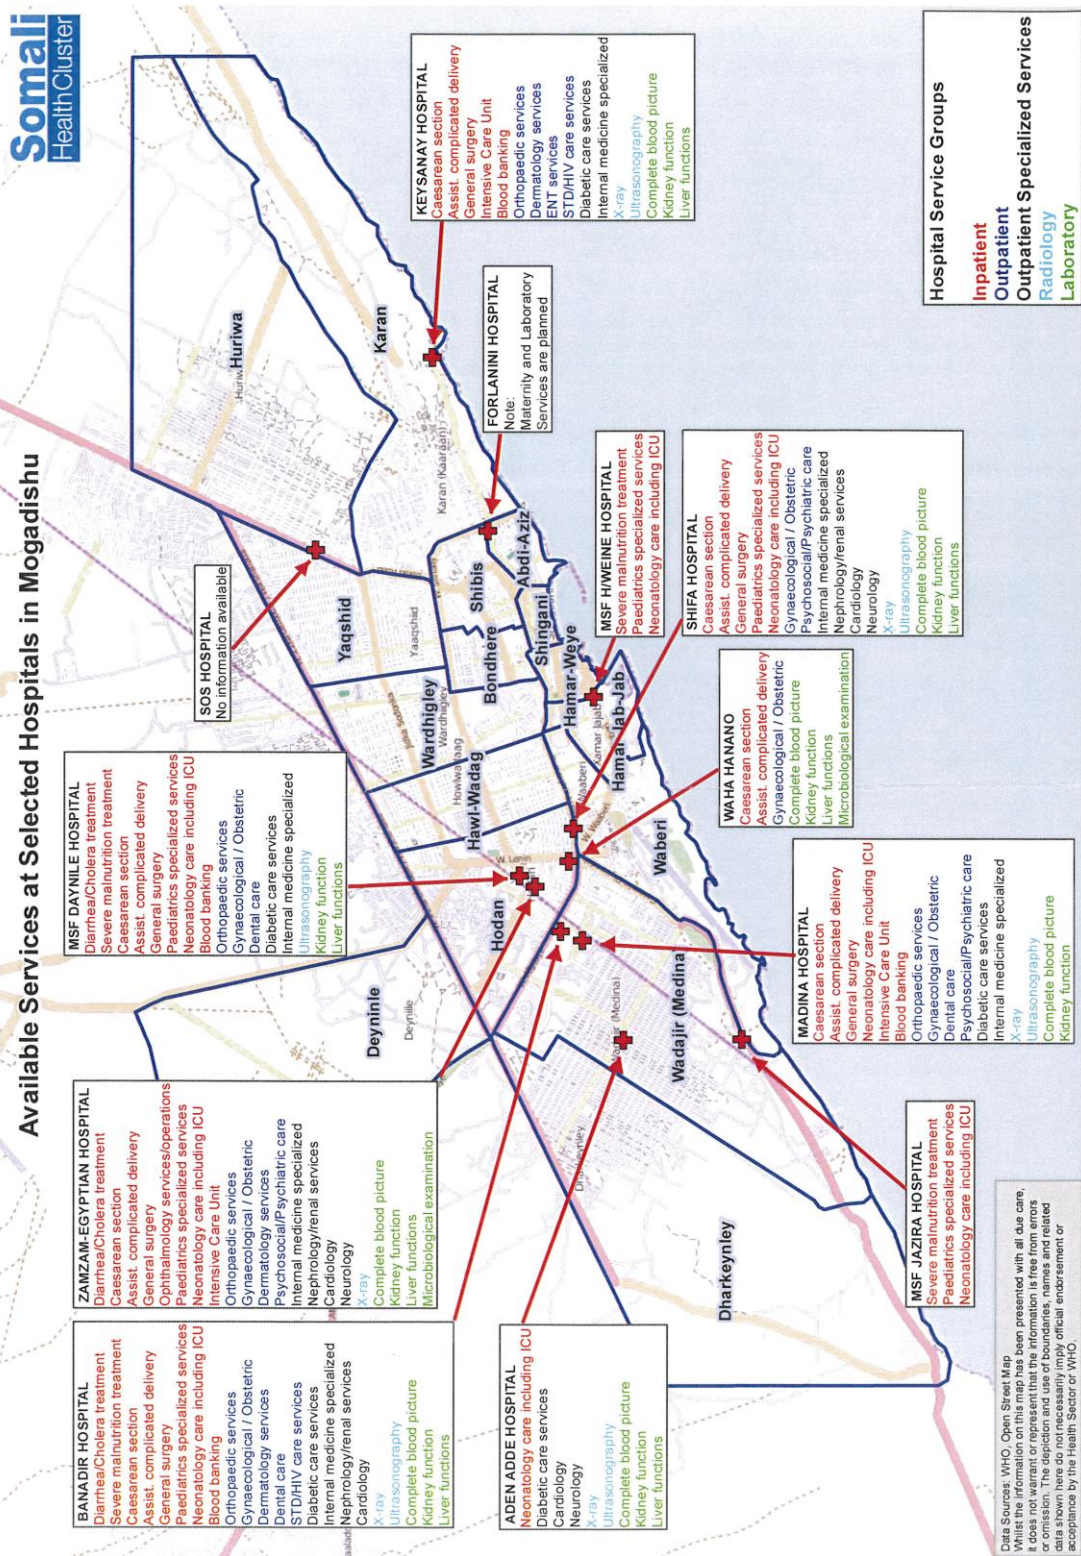 Available Services at Selected Hospitals in Mogadishu
Somali
HealthCluster
BANADIR HOSPITAL
Diarrhea/Cholera treatment
Severe malnutrition treatment
Caesarean section
Assist. complicated delivery
General surgery
Paediatrics specialized services
Neonatology care including ICU
Blood banking
Orthopaedic services
Gynaecological / Obstetric
Dermatology services
Dental care
STD/HIV care services
Diabetic care services
Internal medicine specialized
Nephrology/renal services
Cardiology
X-ray
Ultrasonography
Complete blood picture
Kidney function
Liver functions
ZAMZAM-EGYPTIAN HOSPITAL
Diarrhea/Cholera treatment
Caesarean section
Assist. complicated delivery
General surgery
Ophthalmology services/operations
Paediatrics specialized services
Neonatology care including ICU
Intensive Care Unit
Orthopaedic services
Gynaecological / Obstetric
Dermatology services
Psychosocial/Psychiatric care
Internal medicine specialized
Nephrology/renal services
Cardiology
Neurology
X-ray
Complete blood picture
Kidney function
Liver functions
Microbiological examination
MSF DAYNILE HOSPITAL
Diarrhea/Cholera treatment
Severe malnutrition treatment
Caesarean section
Assist. complicated delivery
General surgery
Paediatrics specialized services
Neonatology care including ICU
Blood banking
Orthopaedic services
Gynaecological / Obstetric
Dental care
Diabetic care services
Internal medicine specialized
Ultrasonography
Kidney function
Liver functions
SOS HOSPITAL
No information available
KEYSANAY HOSPITAL
Caesarean section
Assist. complicated delivery
General surgery
Intensive Care Unit
Blood banking
Orthopaedic services
Dermatology services
ENT services
STD/HIV care services
Diabetic care services
Internal medicine specialized
X-ray
Ultrasonography
Complete blood picture
Kidney function
Liver functions
FORLANINI HOSPITAL
Note:
Maternity and Laboratory
Services are planned
MSF H/WEINE HOSPITAL
Severe malnutrition treatment
Paediatrics specialized services
Neonatology care including ICU
SHIFA HOSPITAL
Caesarean section
Assist. complicated delivery
General surgery
Paediatrics specialized services
Neonatology care including ICU
Gynaecological / Obstetric
Psychosocial/Psychiatric care
Internal medicine specialized
Nephrology/renal services
Cardiology
Neurology
X-ray
Ultrasonography
Complete blood picture
Kidney function
Liver functions
WAHA HANANO
Caesarean section
Assist. complicated delivery
Gynaecological / Obstetric
Complete blood picture
Kidney function
Liver functions
Microbiological examination
MADINA HOSPITAL
Caesarean section
Assist. complicated delivery
General surgery
Neonatology care including ICU
Intensive Care Unit
Blood banking
Orthopaedic services
Gynaecological / Obstetric
Dental care
Psychosocial/Psychiatric care
Diabetic care services
Internal medicine specialized
X-ray
Ultrasonography
Complete blood picture
Kidney function
ADEN ADDE HOSPITAL
Neonatology care including ICU
Diabetic care services
Cardiology
Neurology
X-ray
Ultrasonography
Complete blood picture
Kidney function
Liver functions
MSF JAZIRA HOSPITAL
Severe malnutrition treatment
Paediatrics specialized services
Neonatology care including ICU
Huriwa
Karan
Karan (Kaaraan)
Yaqshid
Yaaqshid
Shibis
Abdi-Aziz
Bondhere
Shingani
Wardhigley
Wardhigley
Hamar-Weye
Hawl-Wadag
Howlwadaag
Hamar Jab-Jab
Hamar Jajab
Waberi
Waaberi
Hodan
W. Lenin
Deyninle
Deynille
Wadajir (Medina
Wadajir (Medina)
Dharkeynley
Dharkeynley
Hospital Service Groups
Inpatient
Outpatient
Outpatient Specialized Services
Radiology
Laboratory
Data Sources: WHO, Open Street Map
Whilst the information on this map has been presented with all due care,
it does not warrant or represent that the information is free from errors
or omission. The depiction and use of boundaries, names and related
data shown here do not necessarily imply official endorsement or
acceptance by the Health Sector or WHO.